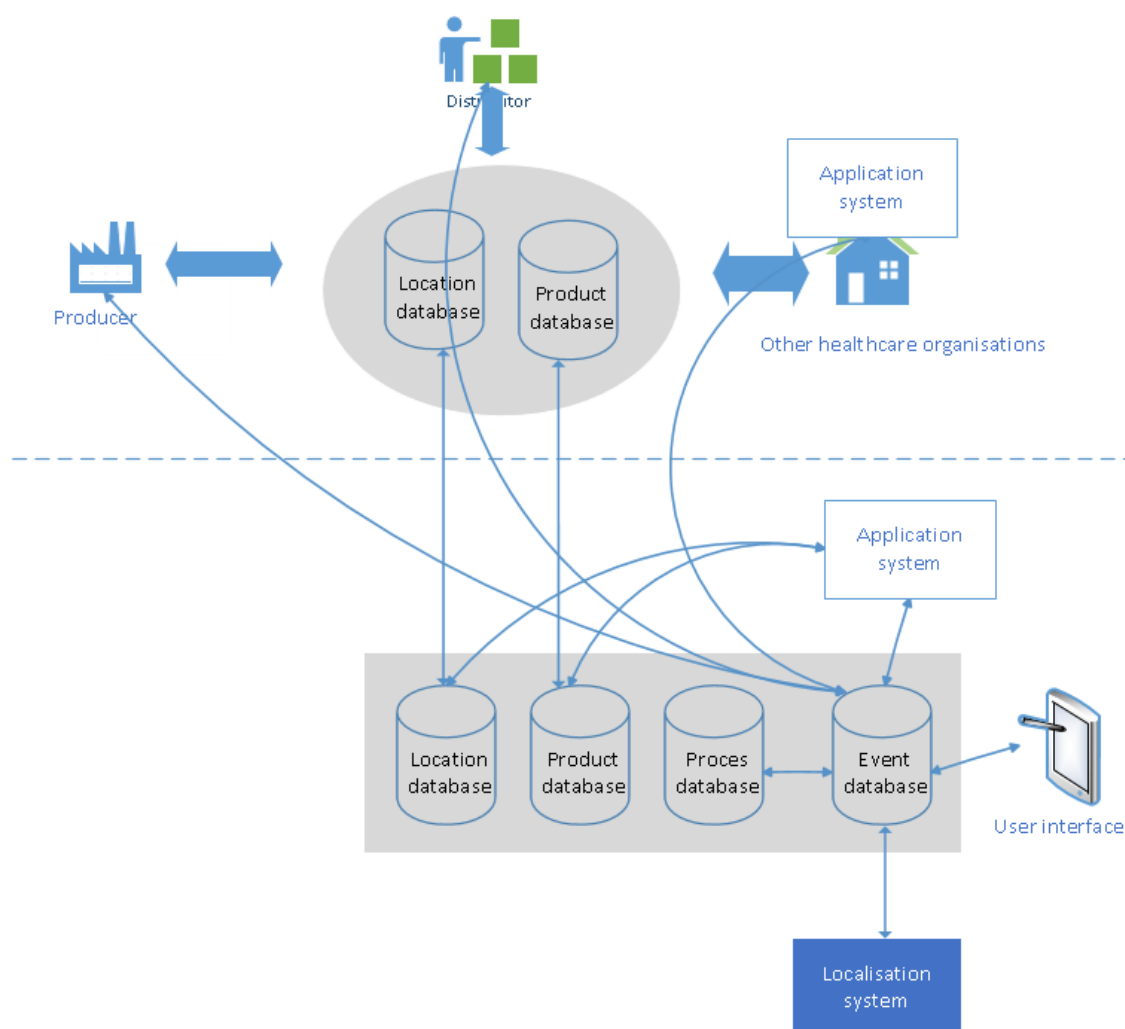 Distributor
Application
system
Location
database
Product
database
Producer
Other healthcare organisations
Application
system
Location
database
Product
database
Proces
database
Event
database
User interface
Localisation
system